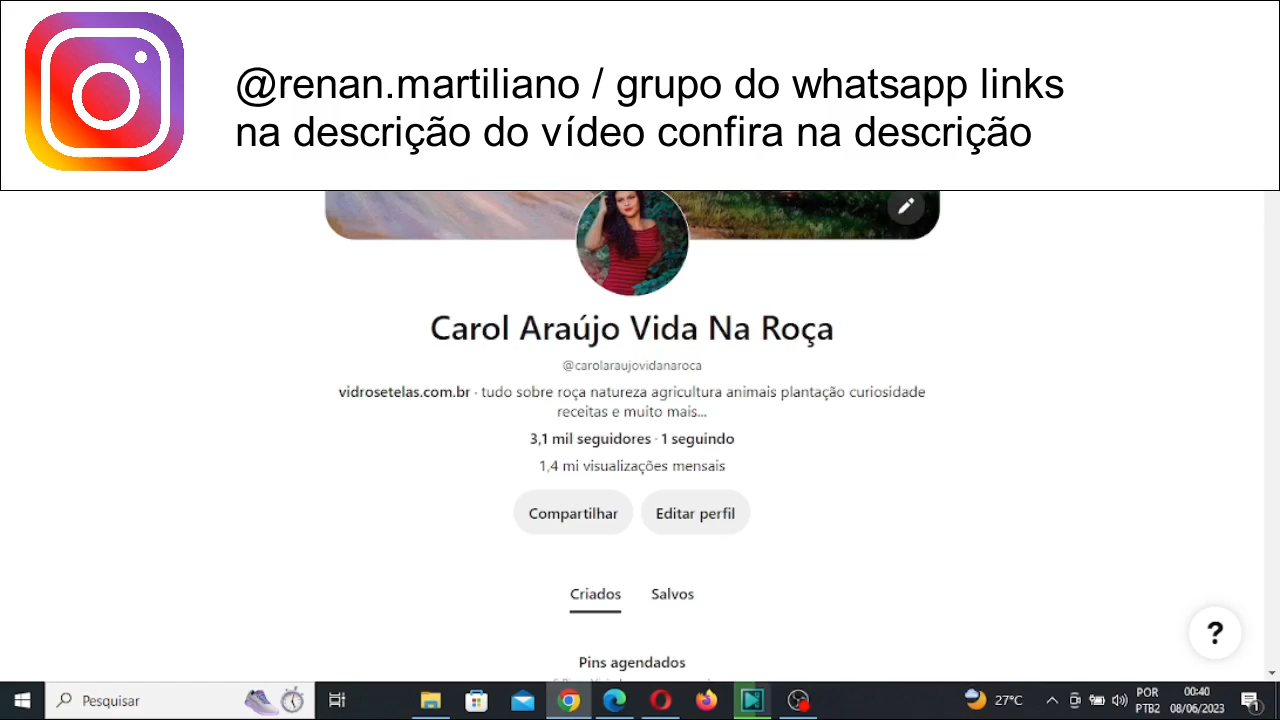 @renan.martiliano / grupo do whatsapp links
na descrição do vídeo confira na descrição
Carol Araújo Vida Na Roça
@carolaraujovidanaroca
vidrosetelas.com.br · tudo sobre roça natureza agricultura animais plantação curiosidade
receitas e muito mais...
3,1 mil seguidores · 1 seguindo
1,4 mi visualizações mensais
Compartilhar Editar perfil
Criados Salvos
?
Pins agendados
Pesquisar
27°C
POR
PTB2
00:40
08/06/2023
1